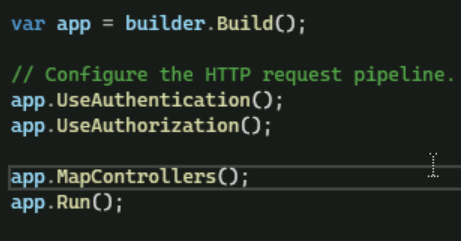 var app = builder.Build();
// Configure the HTTP request pipeline.
app.UseAuthentication();
app.UseAuthorization();
app.MapControllers();
app.Run();